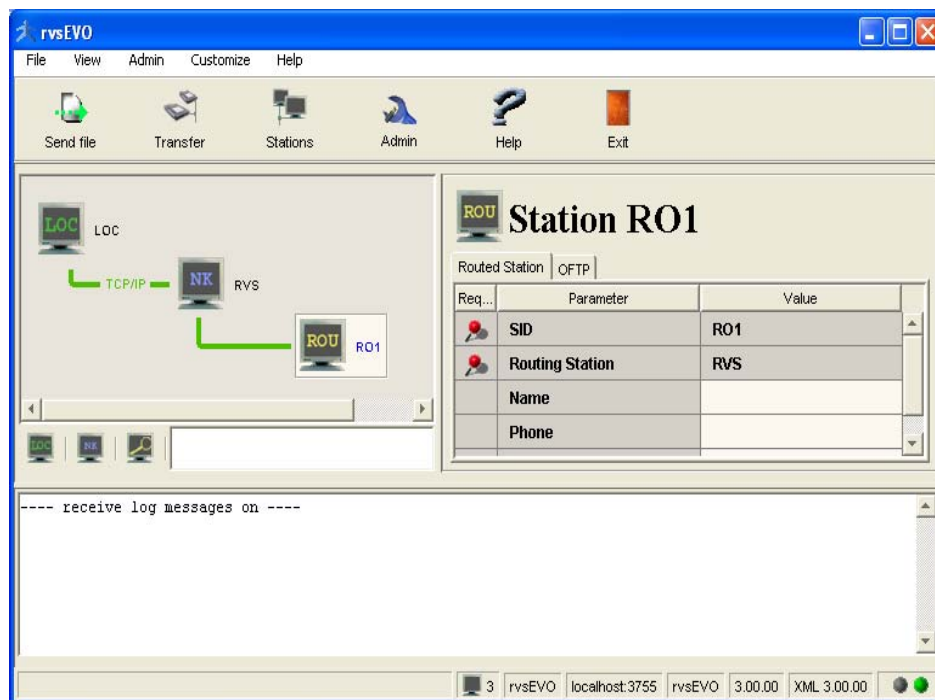 rvsEVO
File View Admin Customize Help
Send file Transfer Stations Admin Help Exit
LOC LOC
TCP/IP NK RVS
ROU RO1
LOC NK
ROU Station RO1
Routed Station OFTP
Req... Parameter Value
SID RO1
Routing Station RVS
Name
Phone
---- receive log messages on ----
3 rvsEVO localhost:3755 rvsEVO 3.00.00 XML 3.00.00